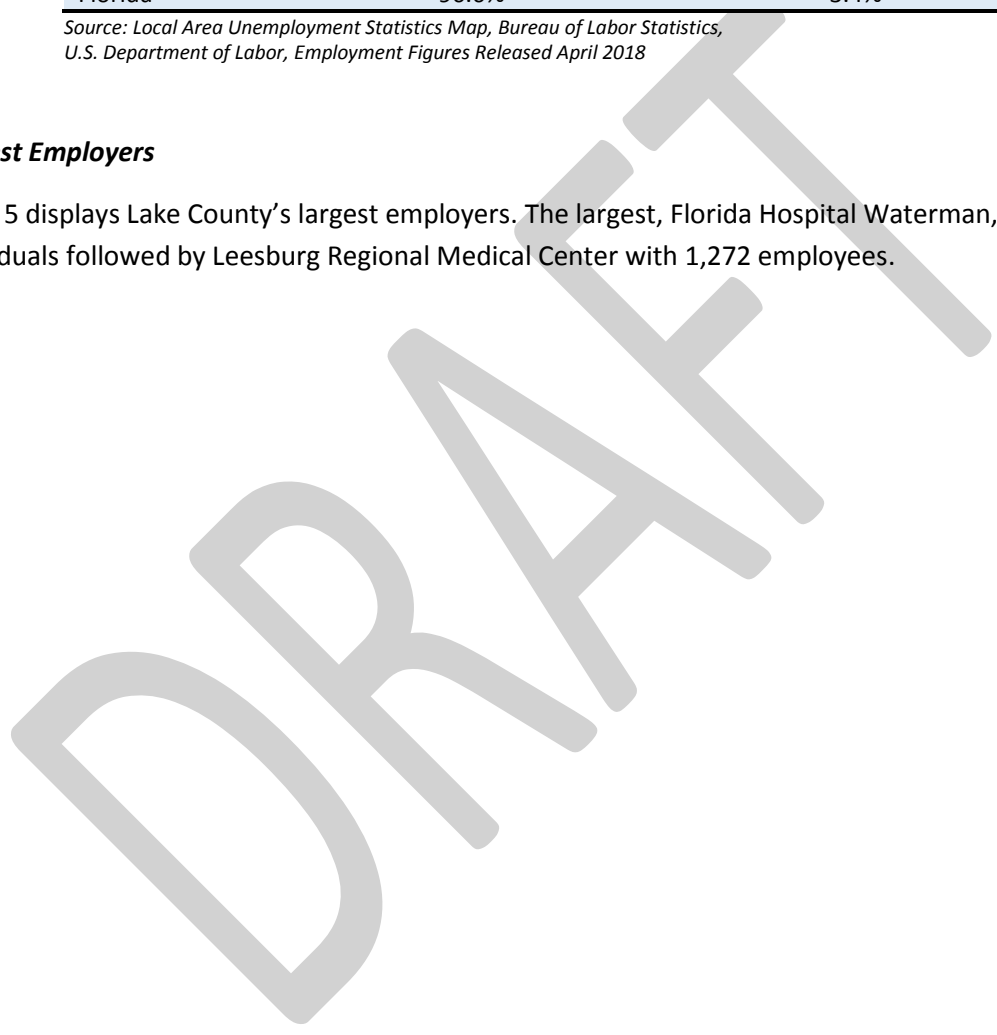 Source: Local Area Unemployment Statistics Map, Bureau of Labor Statistics,
U.S. Department of Labor, Employment Figures Released April 2018
st Employers
5 displays Lake County's largest employers. The largest, Florida Hospital Waterman,
duals followed by Leesburg Regional Medical Center with 1,272 employees.
DRAFT